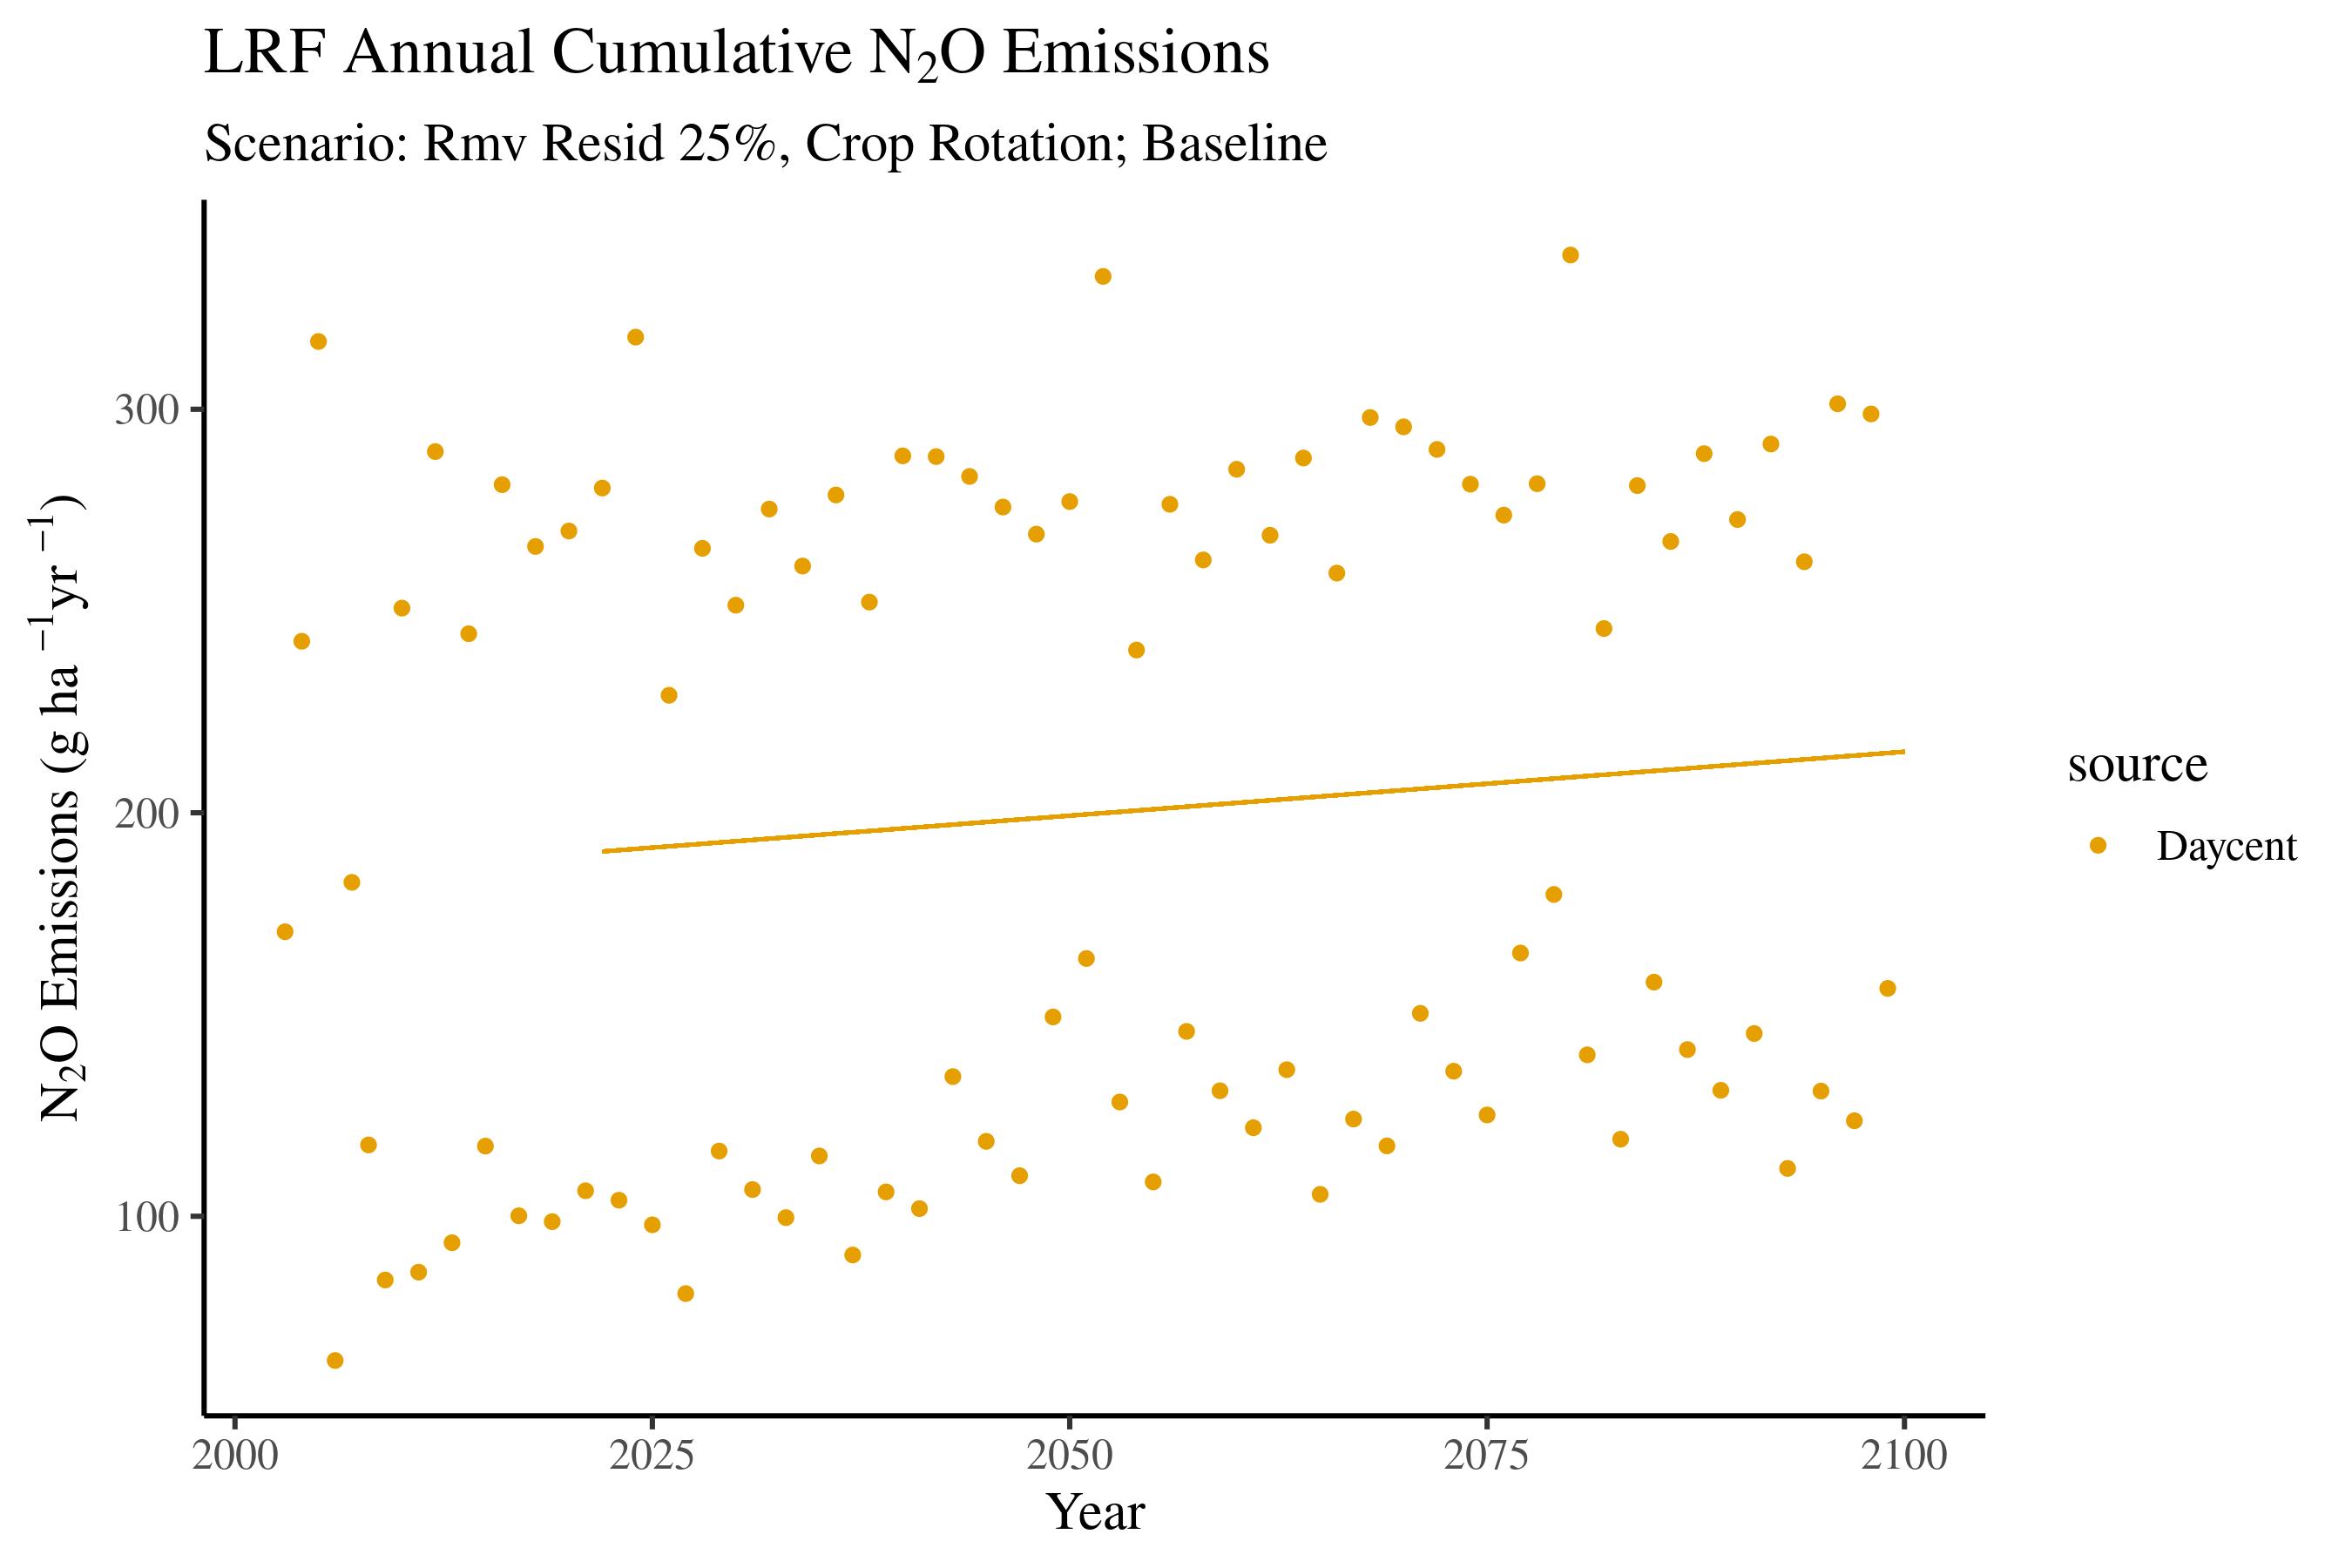 LRF Annual Cumulative N₂O Emissions
Scenario: Rmv Resid 25%, Crop Rotation; Baseline
N₂O Emissions (g ha⁻¹yr⁻¹)
300
200
100
2000 2025 2050 2075 2100
Year
source
Daycent